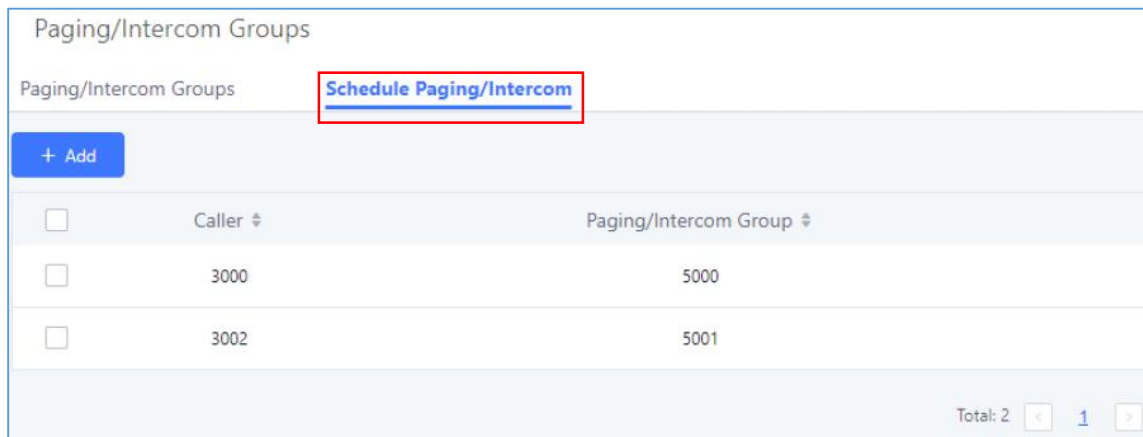 Paging/Intercom Groups
Paging/Intercom Groups Schedule Paging/Intercom
+ Add
Caller Paging/Intercom Group
3000 5000
3002 5001
Total: 2 < 1 >